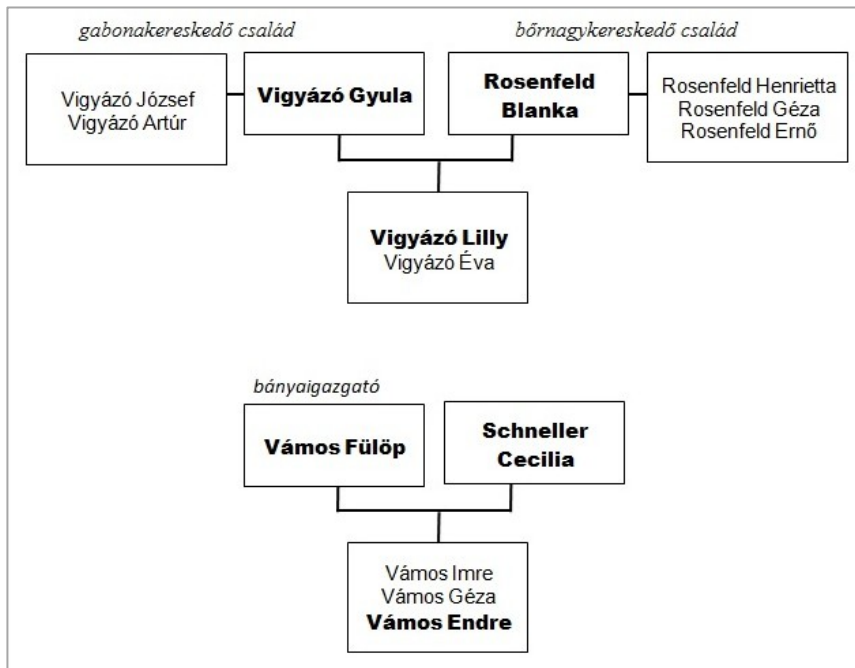 gabonakereskedő család
bőrnagykereskedő család
Vigyázó József
Vigyázó Artúr
Vigyázó Gyula
Rosenfeld
Blanka
Rosenfeld Henrietta
Rosenfeld Géza
Rosenfeld Ernő
Vigyázó Lilly
Vigyázó Éva
bányaigazgató
Vámos Fülöp
Schneller
Cecilia
Vámos Imre
Vámos Géza
Vámos Endre